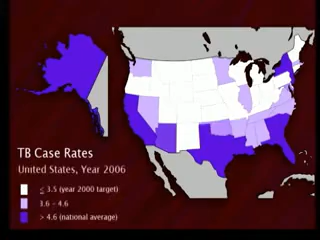 TB Case Rates
United States, Year 2006
≤ 3.5 (year 2000 target)
3.6 - 4.6
> 4.6 (national average)